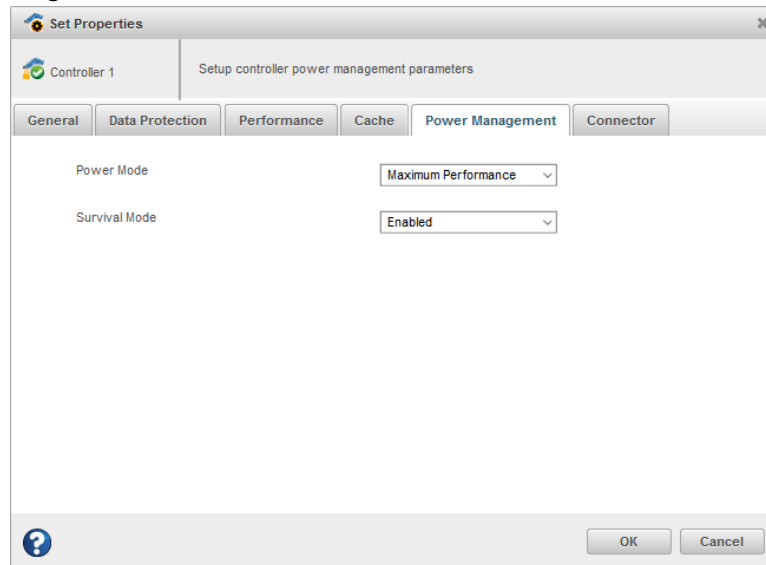 Set Properties
Controller 1
Setup controller power management parameters
General Data Protection Performance Cache Power Management Connector
Power Mode Maximum Performance
Survival Mode Enabled
? OK Cancel